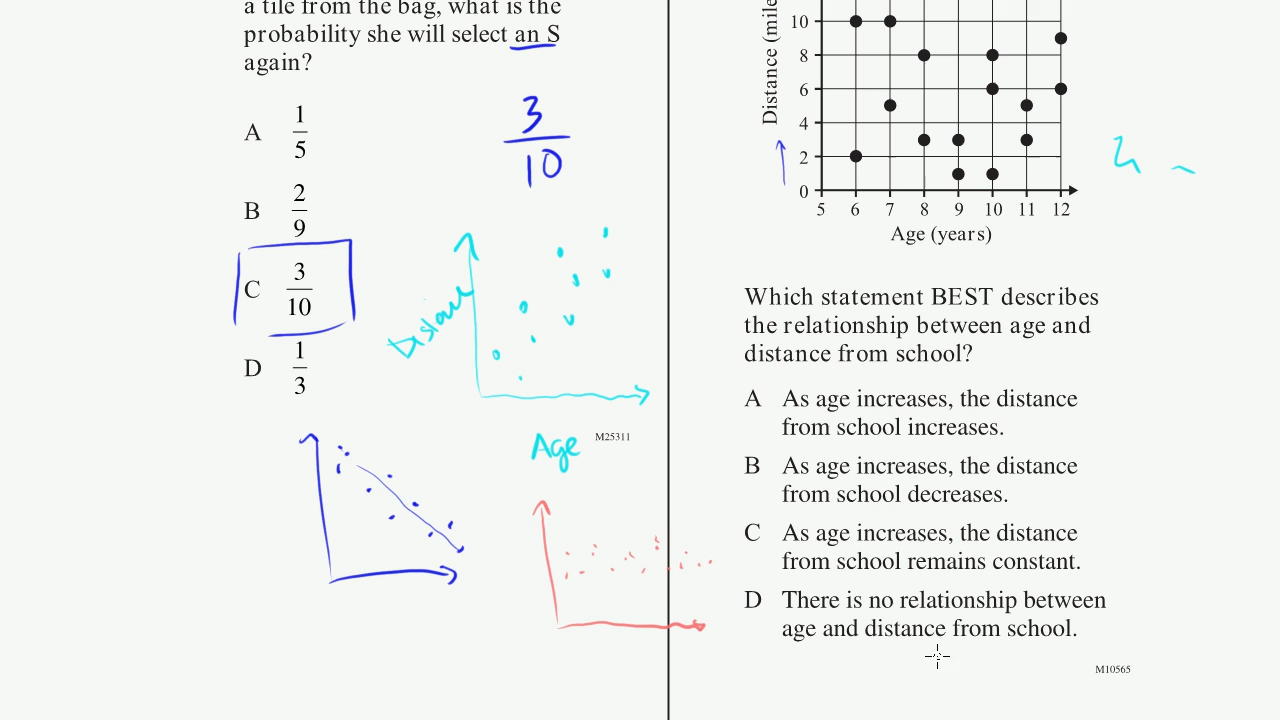 a tile from the bag, what is the
probability she will select an S
again?
A 1/5
B 2/9
C 3/10
D 1/3
3/10
Distance
Age
M25311
Distance (mile
10
8
6
4
2
0
5 6 7 8 9 10 11 12
Age (years)
Which statement BEST describes
the relationship between age and
distance from school?
A As age increases, the distance
from school increases.
B As age increases, the distance
from school decreases.
C As age increases, the distance
from school remains constant.
D There is no relationship between
age and distance from school.
M10565